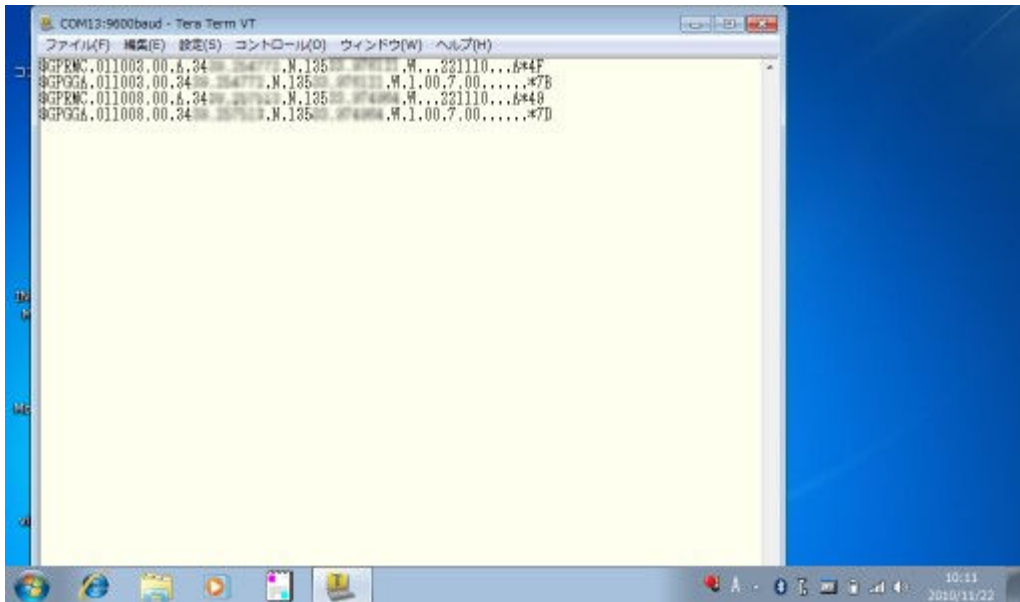 COM13:9600baud - Tera Term VT
ファイル(F) 編集(E) 設定(S) コントロール(O) ウィンドウ(W) ヘルプ(H)
$GPRMC,011003.00,A,34 ,N,135 ,W,,,221110,,,A*4F
$GPGGA,011003.00,34 ,N,135 ,W,1,00,7.00,,,,,,*7B
$GPRMC,011008.00,A,34 ,N,135 ,W,,,221110,,,A*49
$GPGGA,011008.00,34 ,N,135 ,W,1,00,7.00,,,,,,*7D
A
10:11
2010/11/22